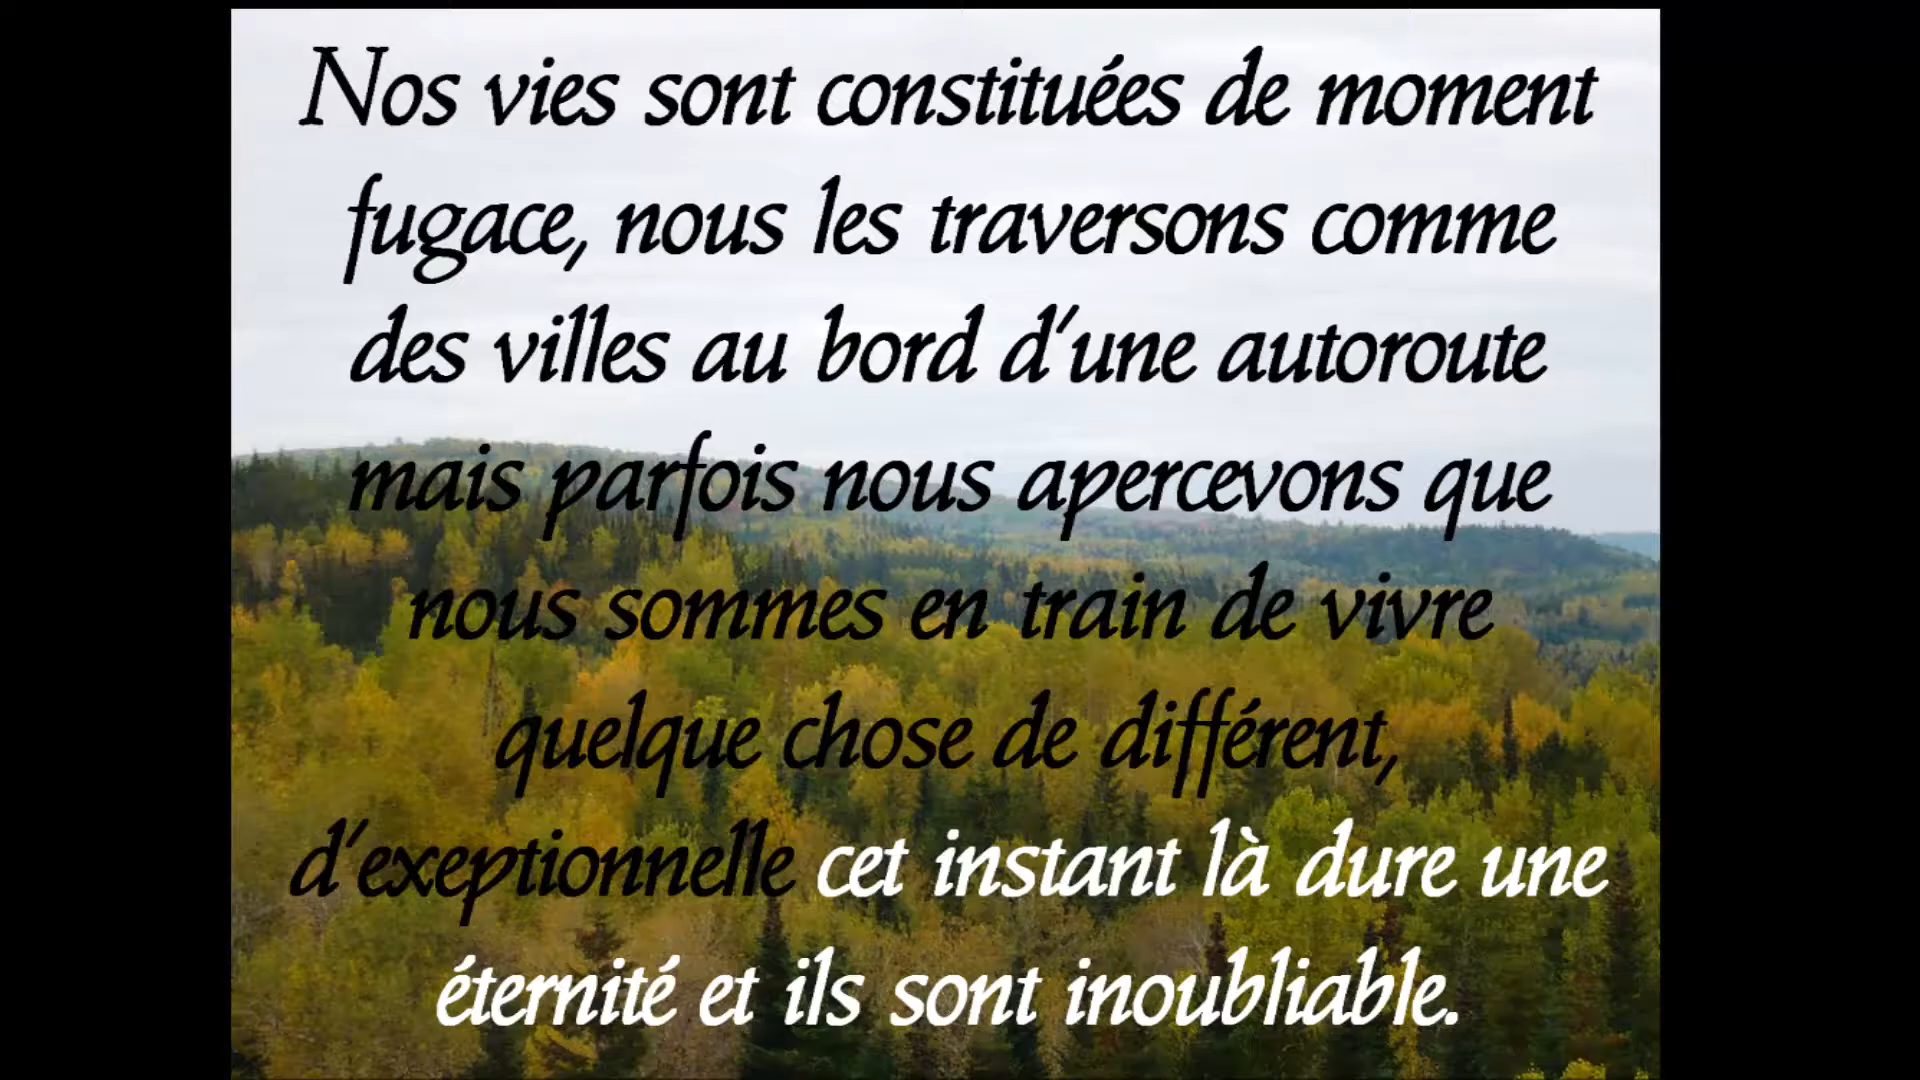 Nos vies sont constituées de moment
fugace, nous les traversons comme
des villes au bord d'une autoroute
mais parfois nous apercevons que
nous sommes en train de vivre
quelque chose de différent,
d'exeptionnelle cet instant là dure une
éternité et ils sont inoubliable.